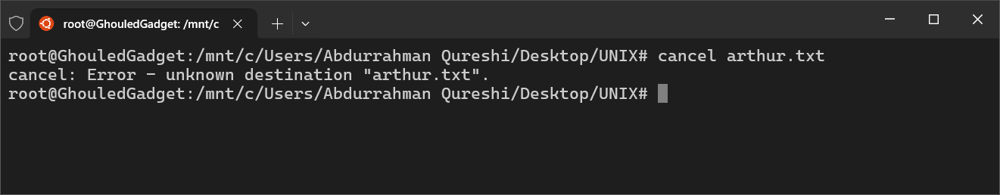 root@GhouledGadget: /mnt/c
root@GhouledGadget:/mnt/c/Users/Abdurrahman Qureshi/Desktop/UNIX# cancel arthur.txt
cancel: Error - unknown destination "arthur.txt".
root@GhouledGadget:/mnt/c/Users/Abdurrahman Qureshi/Desktop/UNIX#